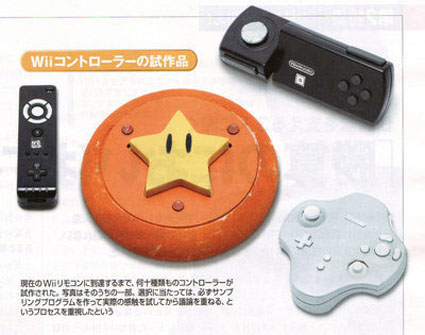 Wiiコントローラーの試作品
Nintendo
現在のWiiリモコンに到達するまで、何十種類ものコントローラーが
試作された。写真はそのうちの一部。選択に当たっては、必ずサンプ
リングプログラムを作って実際の感触を試してから議論を重ねる、と
いうプロセスを重視したという